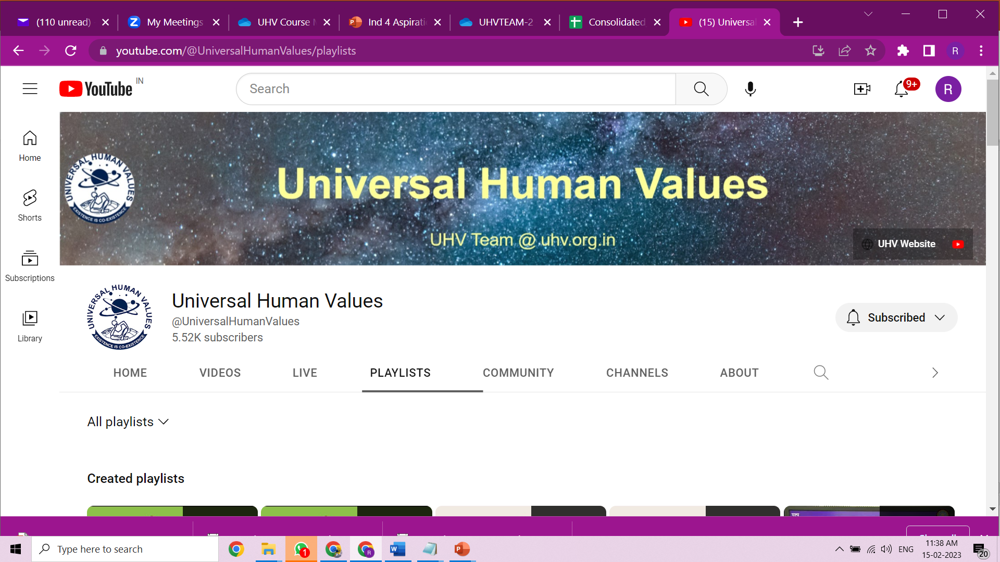 (110 unread)
My Meetings
UHV Course
Ind 4 Aspirati
UHVTEAM-2
Consolidated
(15) Universal
youtube.com/@UniversalHumanValues/playlists
R
YouTube IN
Search
9+
R
Home
Shorts
Subscriptions
Library
UNIVERSAL HUMAN VALUES
EXISTENCE IS CO-EXISTENCE
Universal Human Values
UHV Team @ uhv.org.in
UHV Website
UNIVERSAL HUMAN VALUES
EXISTENCE IS CO-EXISTENCE
Universal Human Values
@UniversalHumanValues
5.52K subscribers
Subscribed
HOME VIDEOS LIVE PLAYLISTS COMMUNITY CHANNELS ABOUT
All playlists
Created playlists
Type here to search
1
R
ENG
11:38 AM
15-02-2023
20